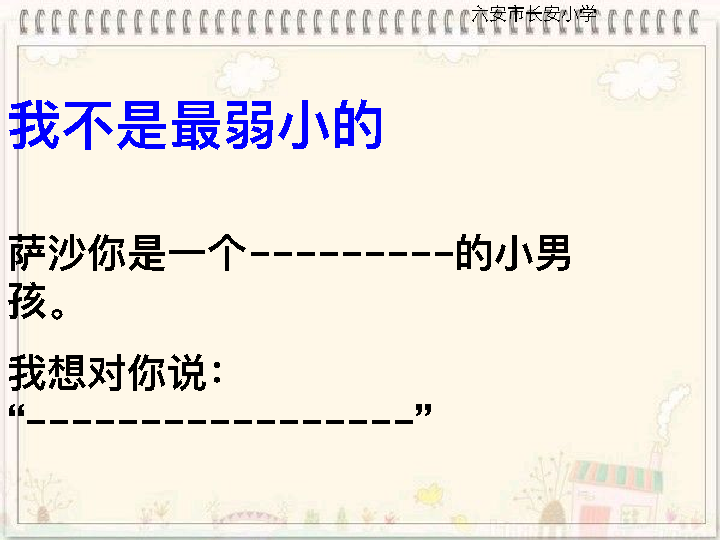 六安市长安小学
我不是最弱小的
萨沙你是一个---------的小男
孩。
我想对你说：
“-----------------”